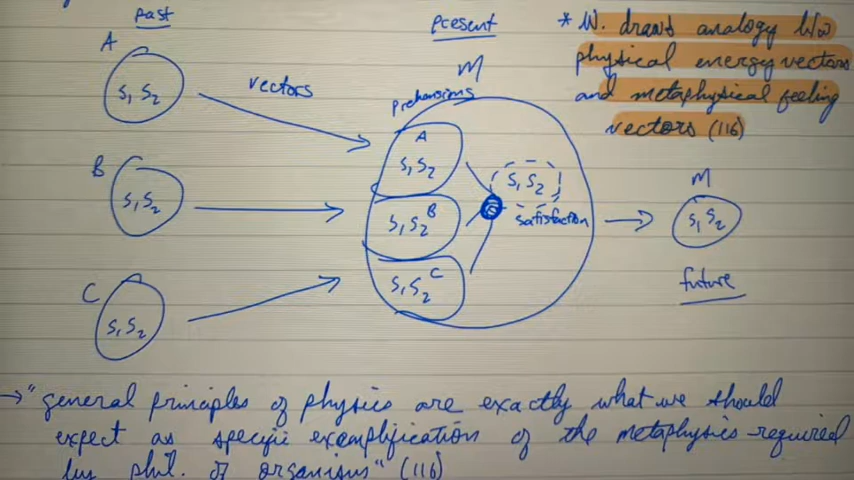 past
present
* W. draws analogy b/w
physical energy vectors
and metaphysical feeling
vectors (116)
A
S₁ S₂
vectors
B
S₁ S₂
C
S₁ S₂
M
prehensions
A
S₁ S₂
S₁ S₂ B
S₁ S₂ C
S₁ S₂
satisfaction
M
S₁ S₂
future
→ "general principles of physics are exactly what we should
expect as specific exemplification of the metaphysics required
by phil. of organism" (116)